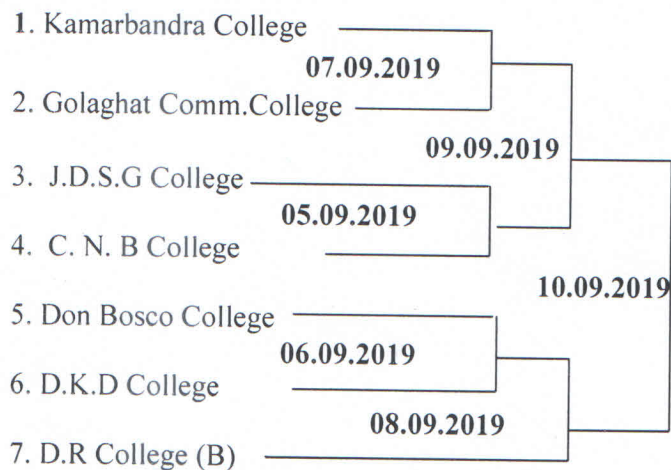 1. Kamarbandra College
07.09.2019
2. Golaghat Comm.College
09.09.2019
3. J.D.S.G College
05.09.2019
4. C. N. B College
10.09.2019
5. Don Bosco College
06.09.2019
6. D.K.D College
08.09.2019
7. D.R College (B)